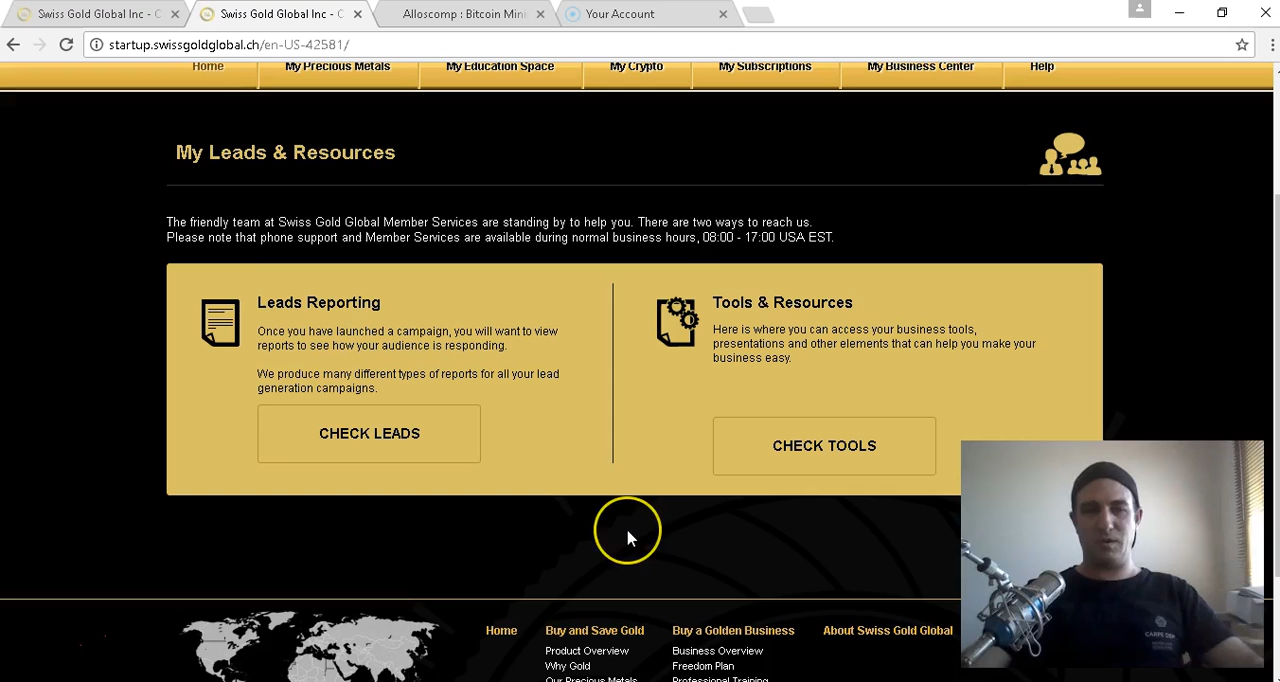 Swiss Gold Global Inc - C
Swiss Gold Global Inc - C
Alloscomp : Bitcoin Mini
Your Account
startup.swissgoldglobal.ch/en-US-42581/
Home
My Precious Metals
My Education Space
My Crypto
My Subscriptions
My Business Center
Help
My Leads & Resources
The friendly team at Swiss Gold Global Member Services are standing by to help you. There are two ways to reach us.
Please note that phone support and Member Services are available during normal business hours, 08:00 - 17:00 USA EST.
Leads Reporting
Once you have launched a campaign, you will want to view
reports to see how your audience is responding.
We produce many different types of reports for all your lead
generation campaigns.
CHECK LEADS
Tools & Resources
Here is where you can access your business tools,
presentations and other elements that can help you make your
business easy.
CHECK TOOLS
Home
Buy and Save Gold
Product Overview
Why Gold
Our Precious Metals
Buy a Golden Business
Business Overview
Freedom Plan
Professional Training
About Swiss Gold Global